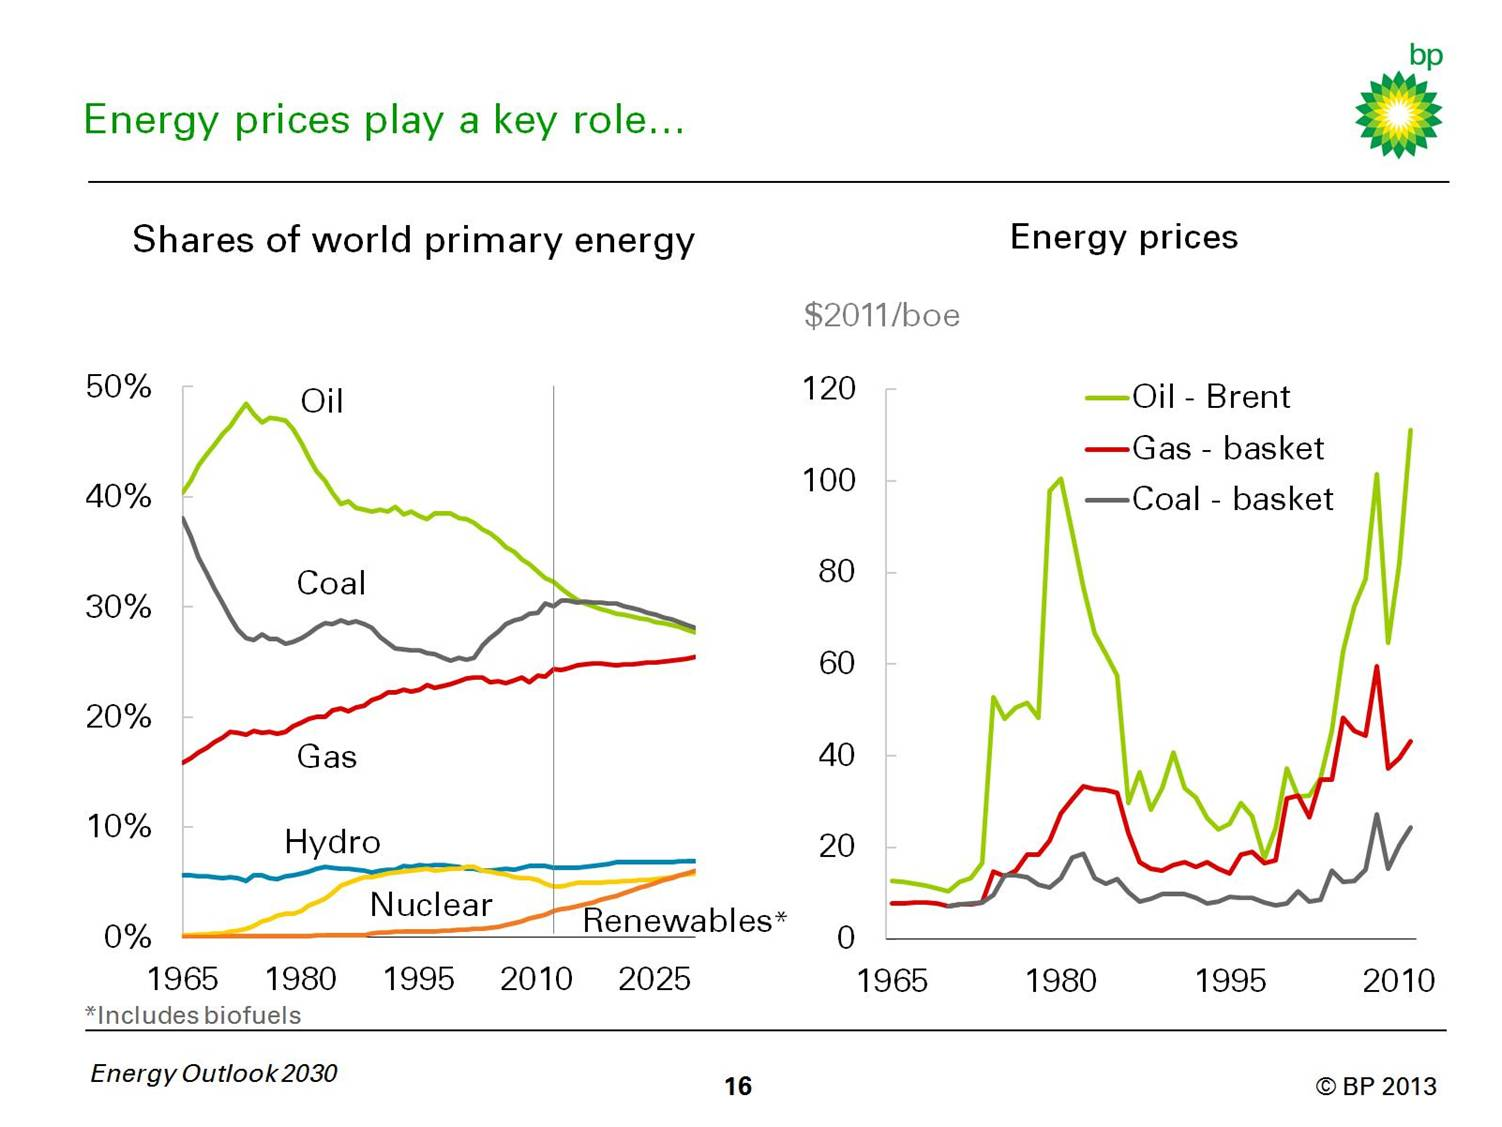 bp
Energy prices play a key role…
Shares of world primary energy
50%
40%
30%
20%
10%
0%
Oil
Coal
Gas
Hydro
Nuclear
Renewables*
1965 1980 1995 2010 2025
*Includes biofuels
Energy prices
$2011/boe
120
100
80
60
40
20
0
Oil - Brent
Gas - basket
Coal - basket
1965 1980 1995 2010
Energy Outlook 2030
16
© BP 2013